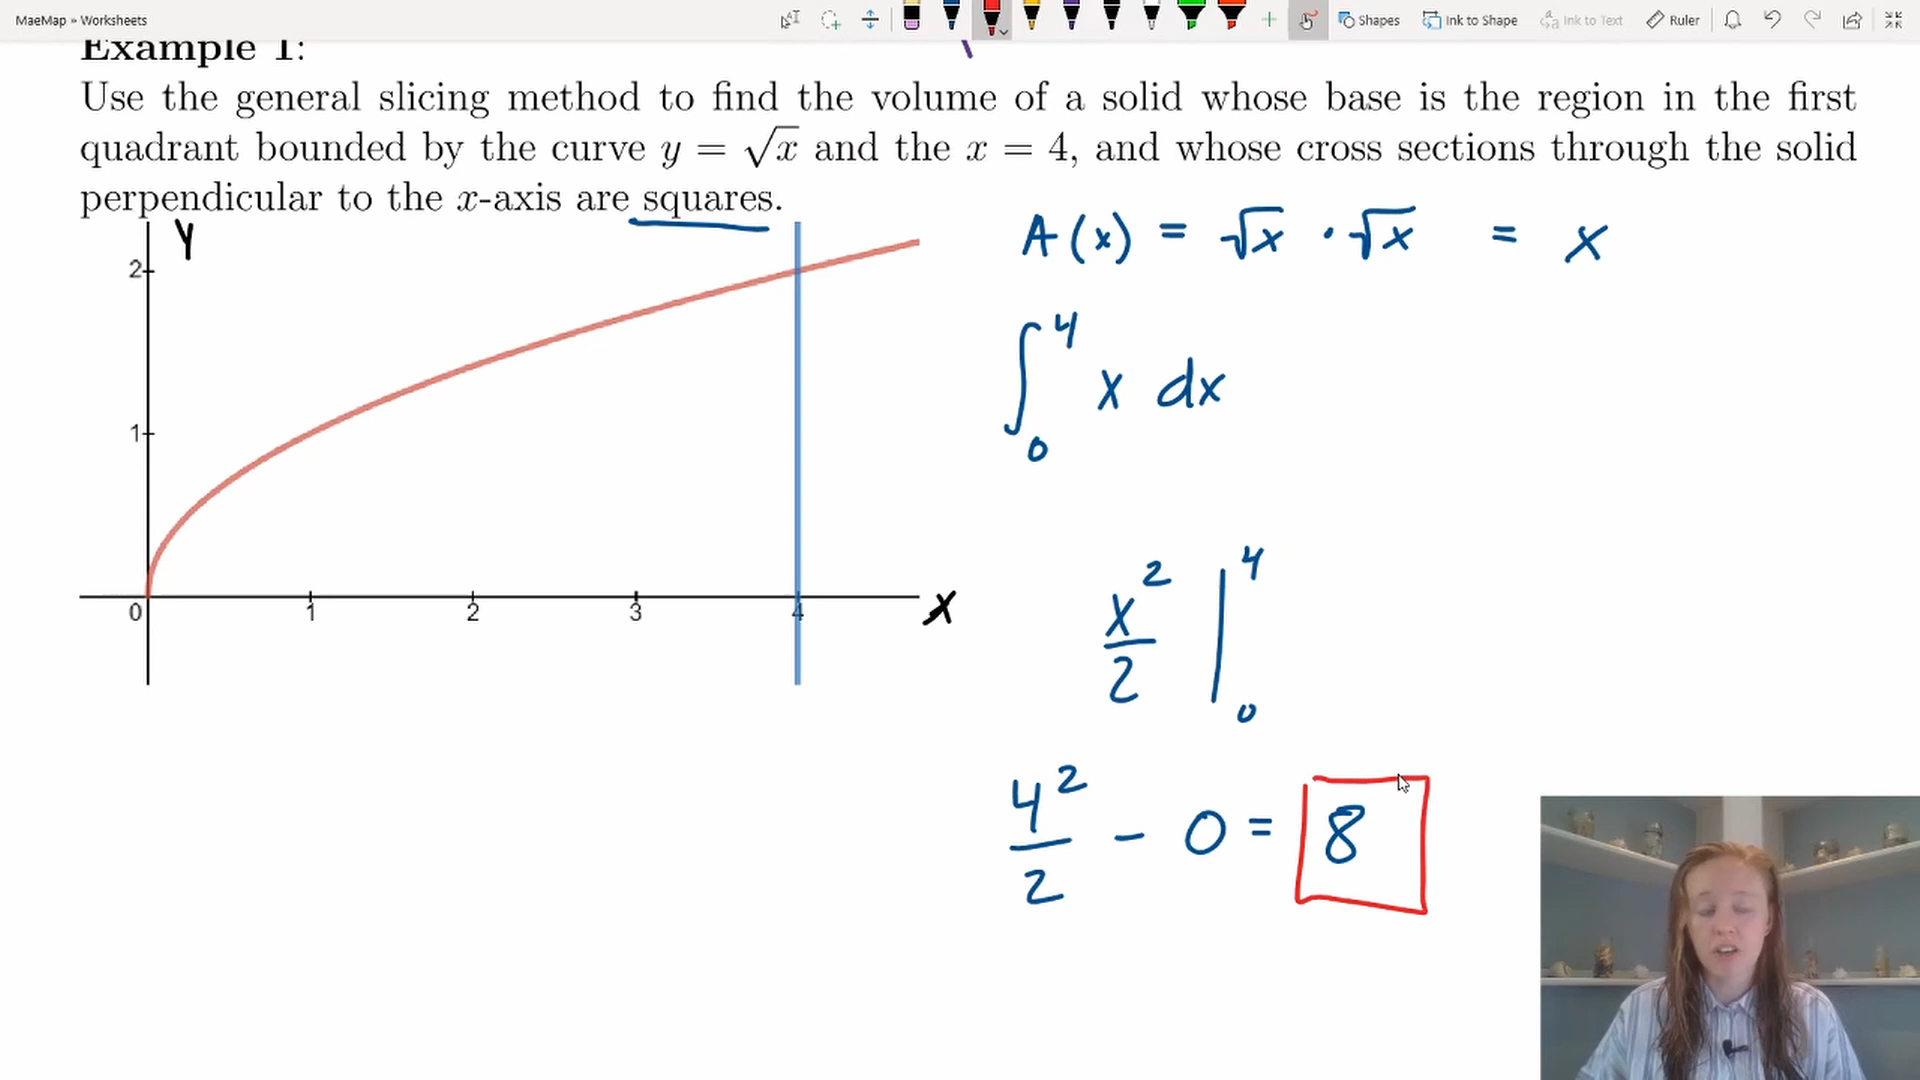 MaeMap » Worksheets
Shapes
Ink to Shape
Ink to Text
Ruler
Example 1:
Use the general slicing method to find the volume of a solid whose base is the region in the first
quadrant bounded by the curve y = √x and the x = 4, and whose cross sections through the solid
perpendicular to the x-axis are squares.
Y
2
1
0
1
2
3
4
X
A(x) = √x · √x = x
∫₀⁴ x dx
x²/2 |₀⁴
4²/2 − 0 = 8